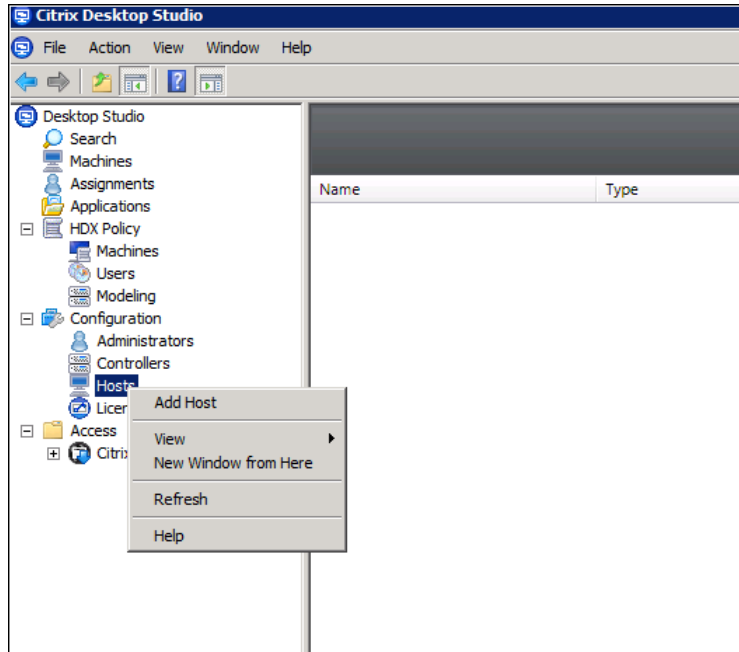 Citrix Desktop Studio
File Action View Window Help
Desktop Studio
Search
Machines
Assignments
Applications
HDX Policy
Machines
Users
Modeling
Configuration
Administrators
Controllers
Hosts
Access
Name Type
Add Host
View
New Window from Here
Refresh
Help